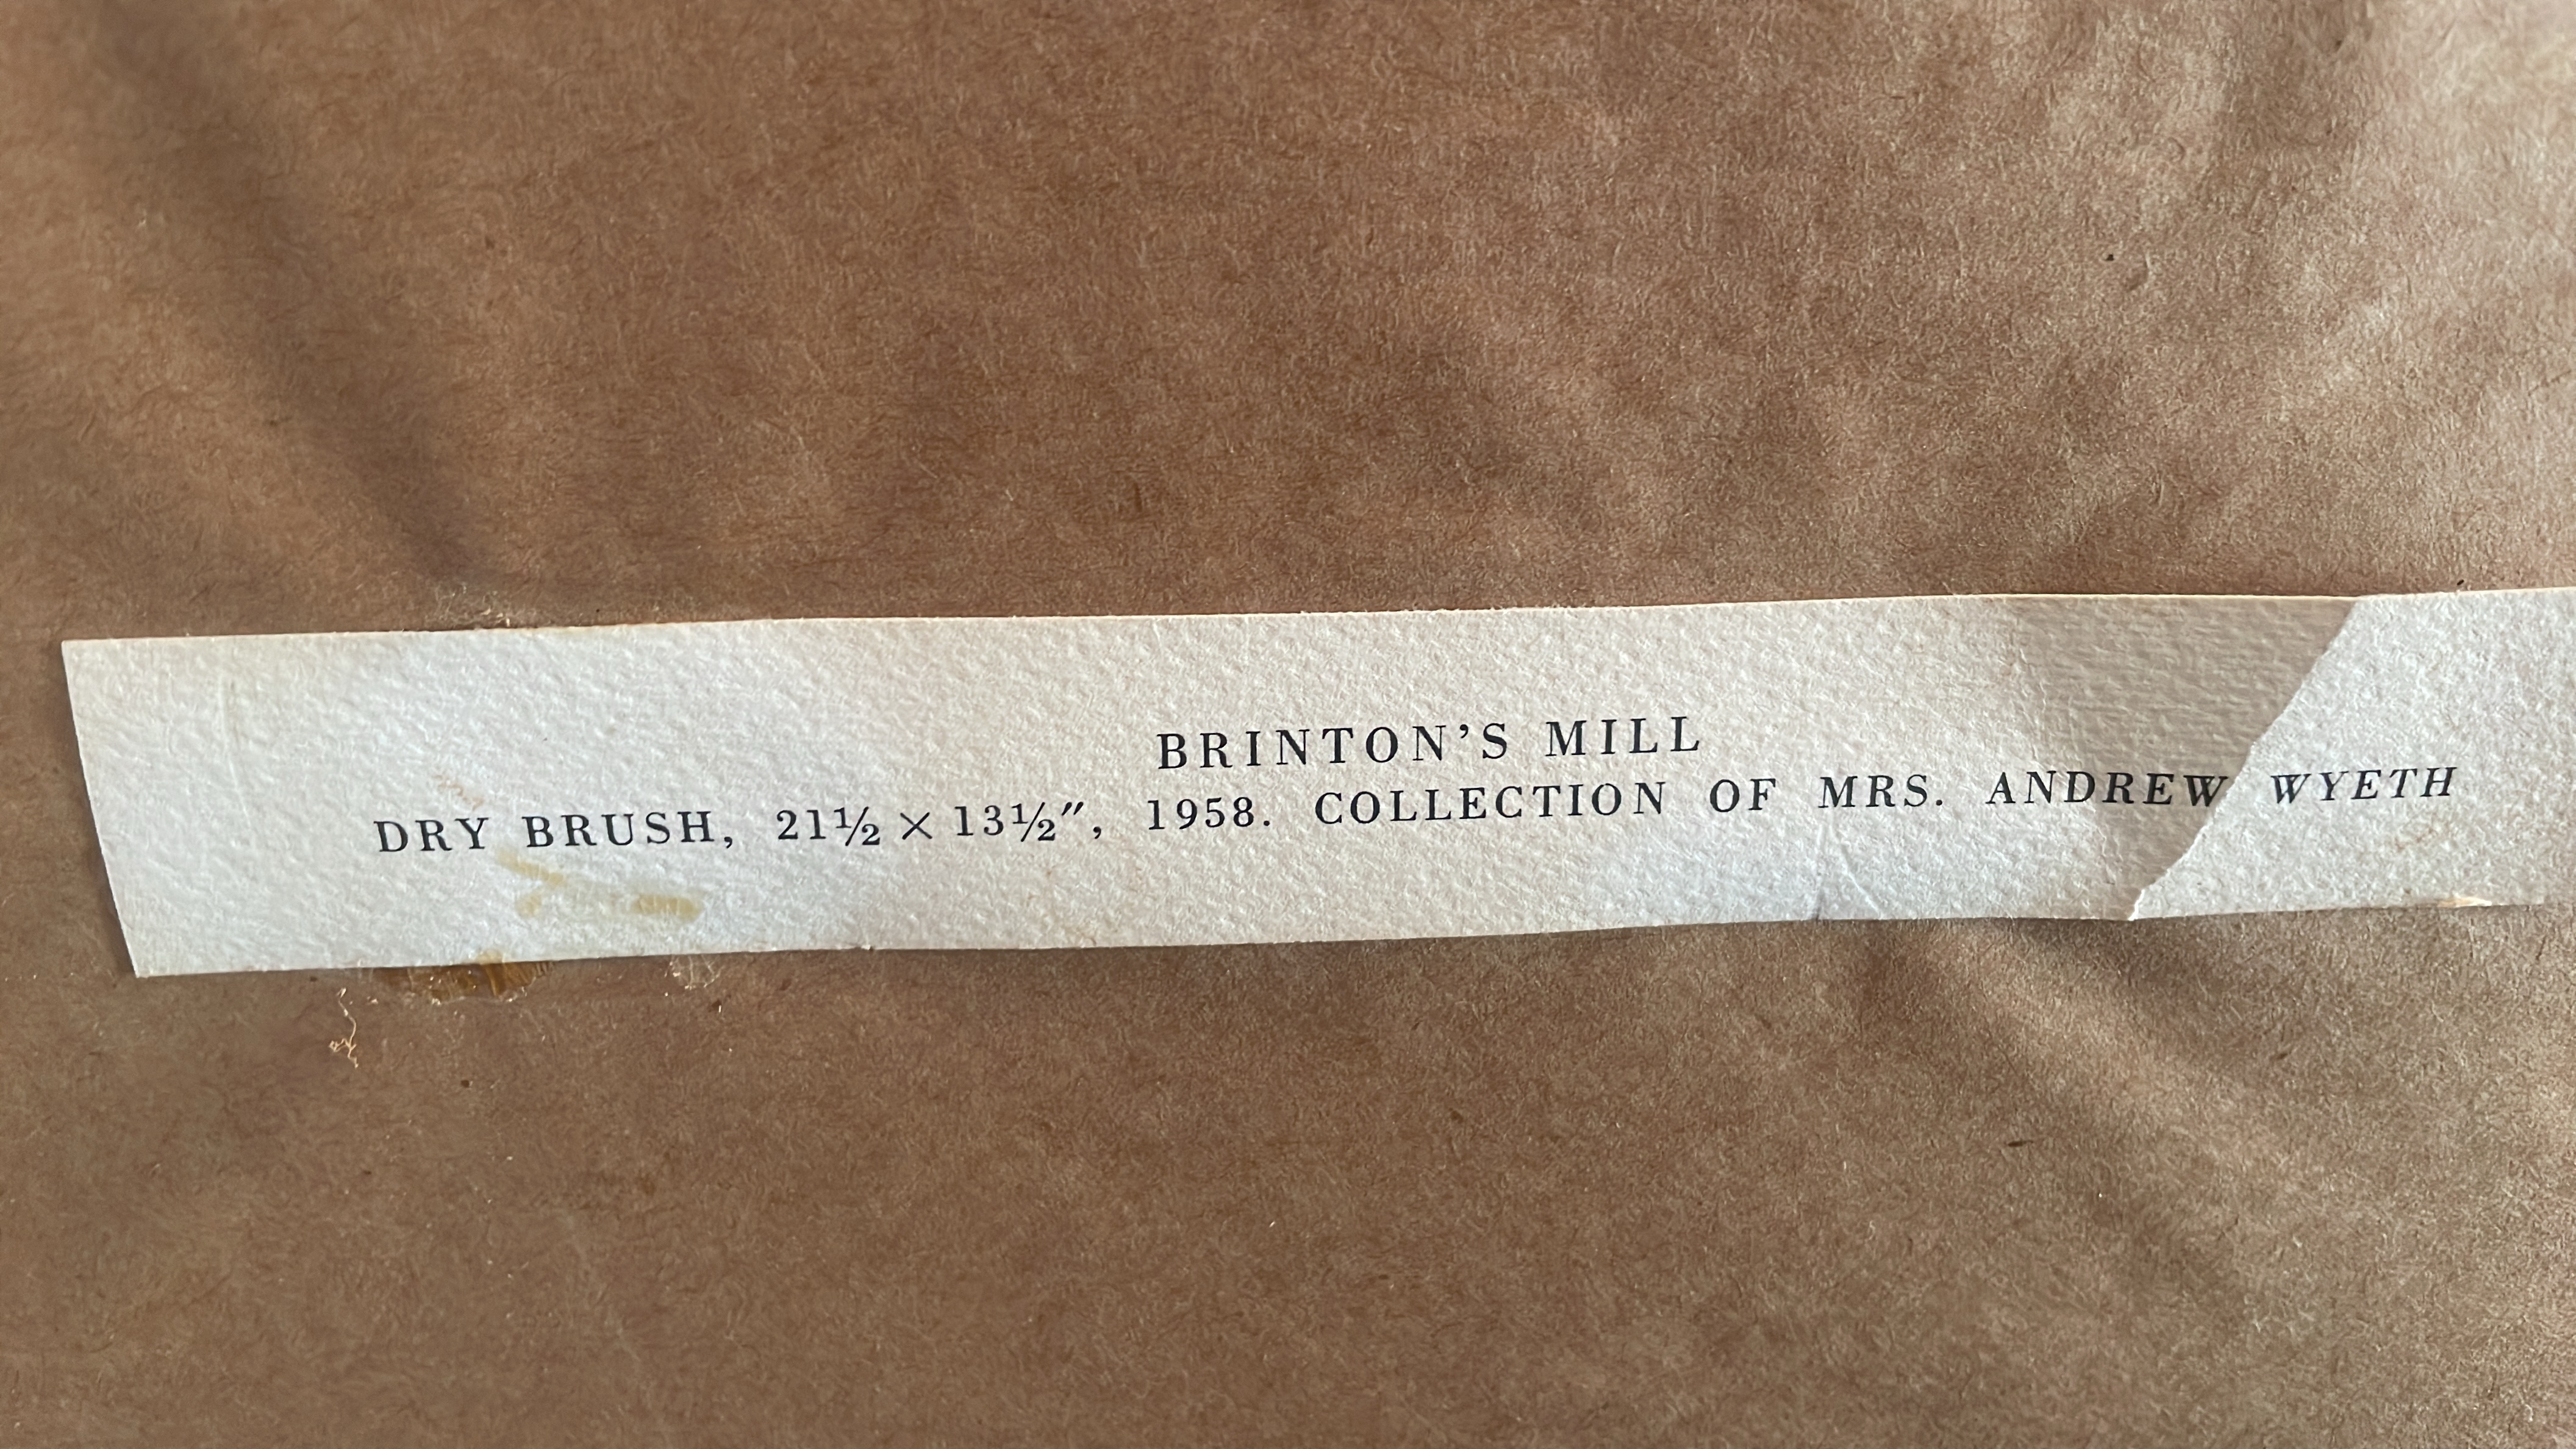 BRINTON’S MILL
DRY BRUSH, 21½ × 13½″, 1958. COLLECTION OF MRS. ANDREW WYETH